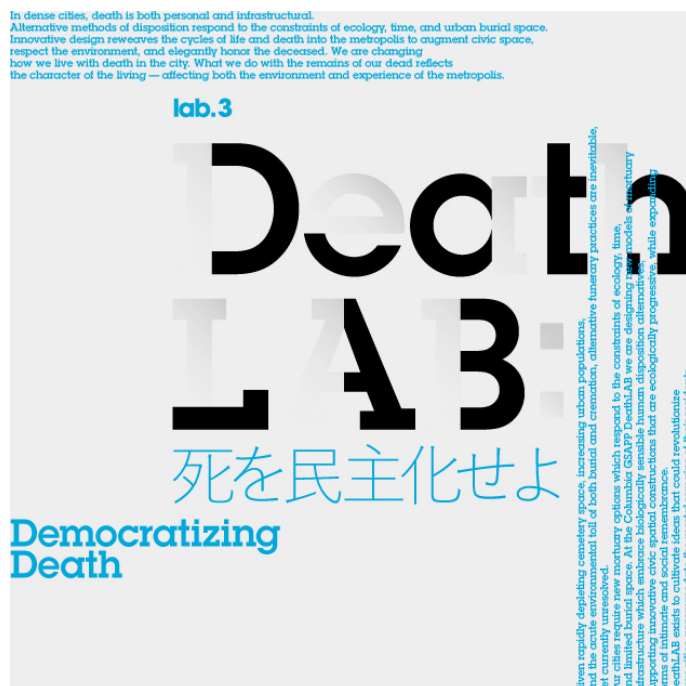 In dense cities, death is both personal and infrastructural.
Alternative methods of disposition respond to the constraints of ecology, time, and urban burial space.
Innovative design reweaves the cycles of life and death into the metropolis to augment civic space,
respect the environment, and elegantly honor the deceased. We are changing
how we live with death in the city. What we do with the remains of our dead reflects
the character of the living — affecting both the environment and experience of the metropolis.
lab.3
Death
LAB:
死を民主化せよ
Democratizing
Death
iven rapidly depleting cemetery space, increasing urban populations,
nd the acute environmental toll of both burial and cremation, alternative funerary practices are inevitable,
et currently unresolved.
ur cities require new mortuary options which respond to the constraints of ecology, time,
nd limited burial space. At the Columbia GSAPP DeathLAB we are designing new models of mortuary
frastructure which embrace biologically sensible human disposition alternatives,
pporting innovative civic spatial constructions that are ecologically progressive, while expanding
rms of intimate and social remembrance.
eathLAB exists to cultivate ideas that could revolutionize